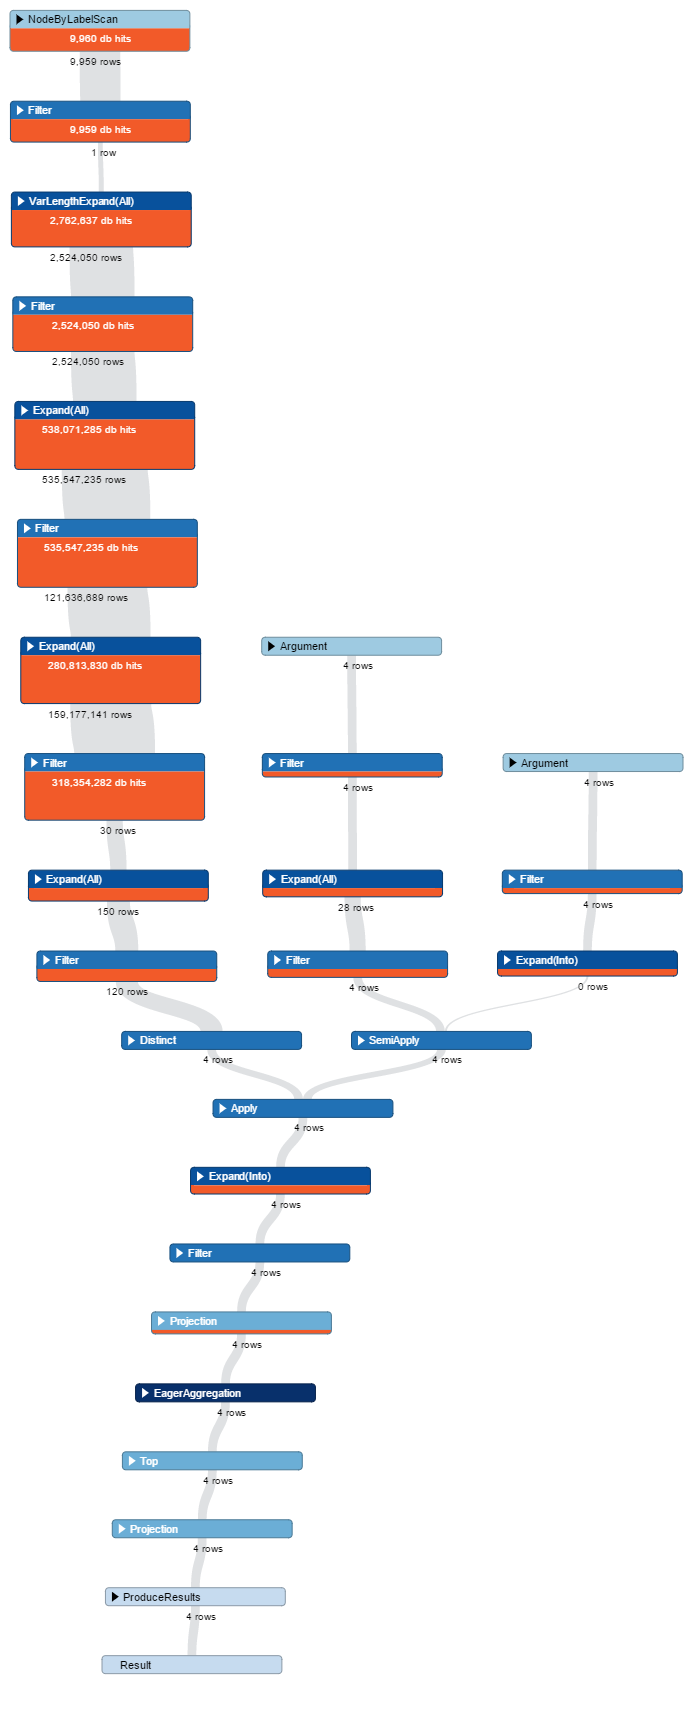 NodeByLabelScan
9,960 db hits
9,959 rows
Filter
9,959 db hits
1 row
VarLengthExpand(All)
2,762,637 db hits
2,524,050 rows
Filter
2,524,050 db hits
2,524,050 rows
Expand(All)
538,071,285 db hits
535,547,235 rows
Filter
535,547,235 db hits
121,636,689 rows
Expand(All)
280,813,830 db hits
159,177,141 rows
Argument
4 rows
Filter
318,354,282 db hits
30 rows
Filter
4 rows
Argument
4 rows
Expand(All)
150 rows
Expand(All)
28 rows
Filter
4 rows
Filter
120 rows
Filter
4 rows
Expand(Into)
0 rows
Distinct
4 rows
SemiApply
4 rows
Apply
4 rows
Expand(Into)
4 rows
Filter
4 rows
Projection
4 rows
EagerAggregation
4 rows
Top
4 rows
Projection
4 rows
ProduceResults
4 rows
Result